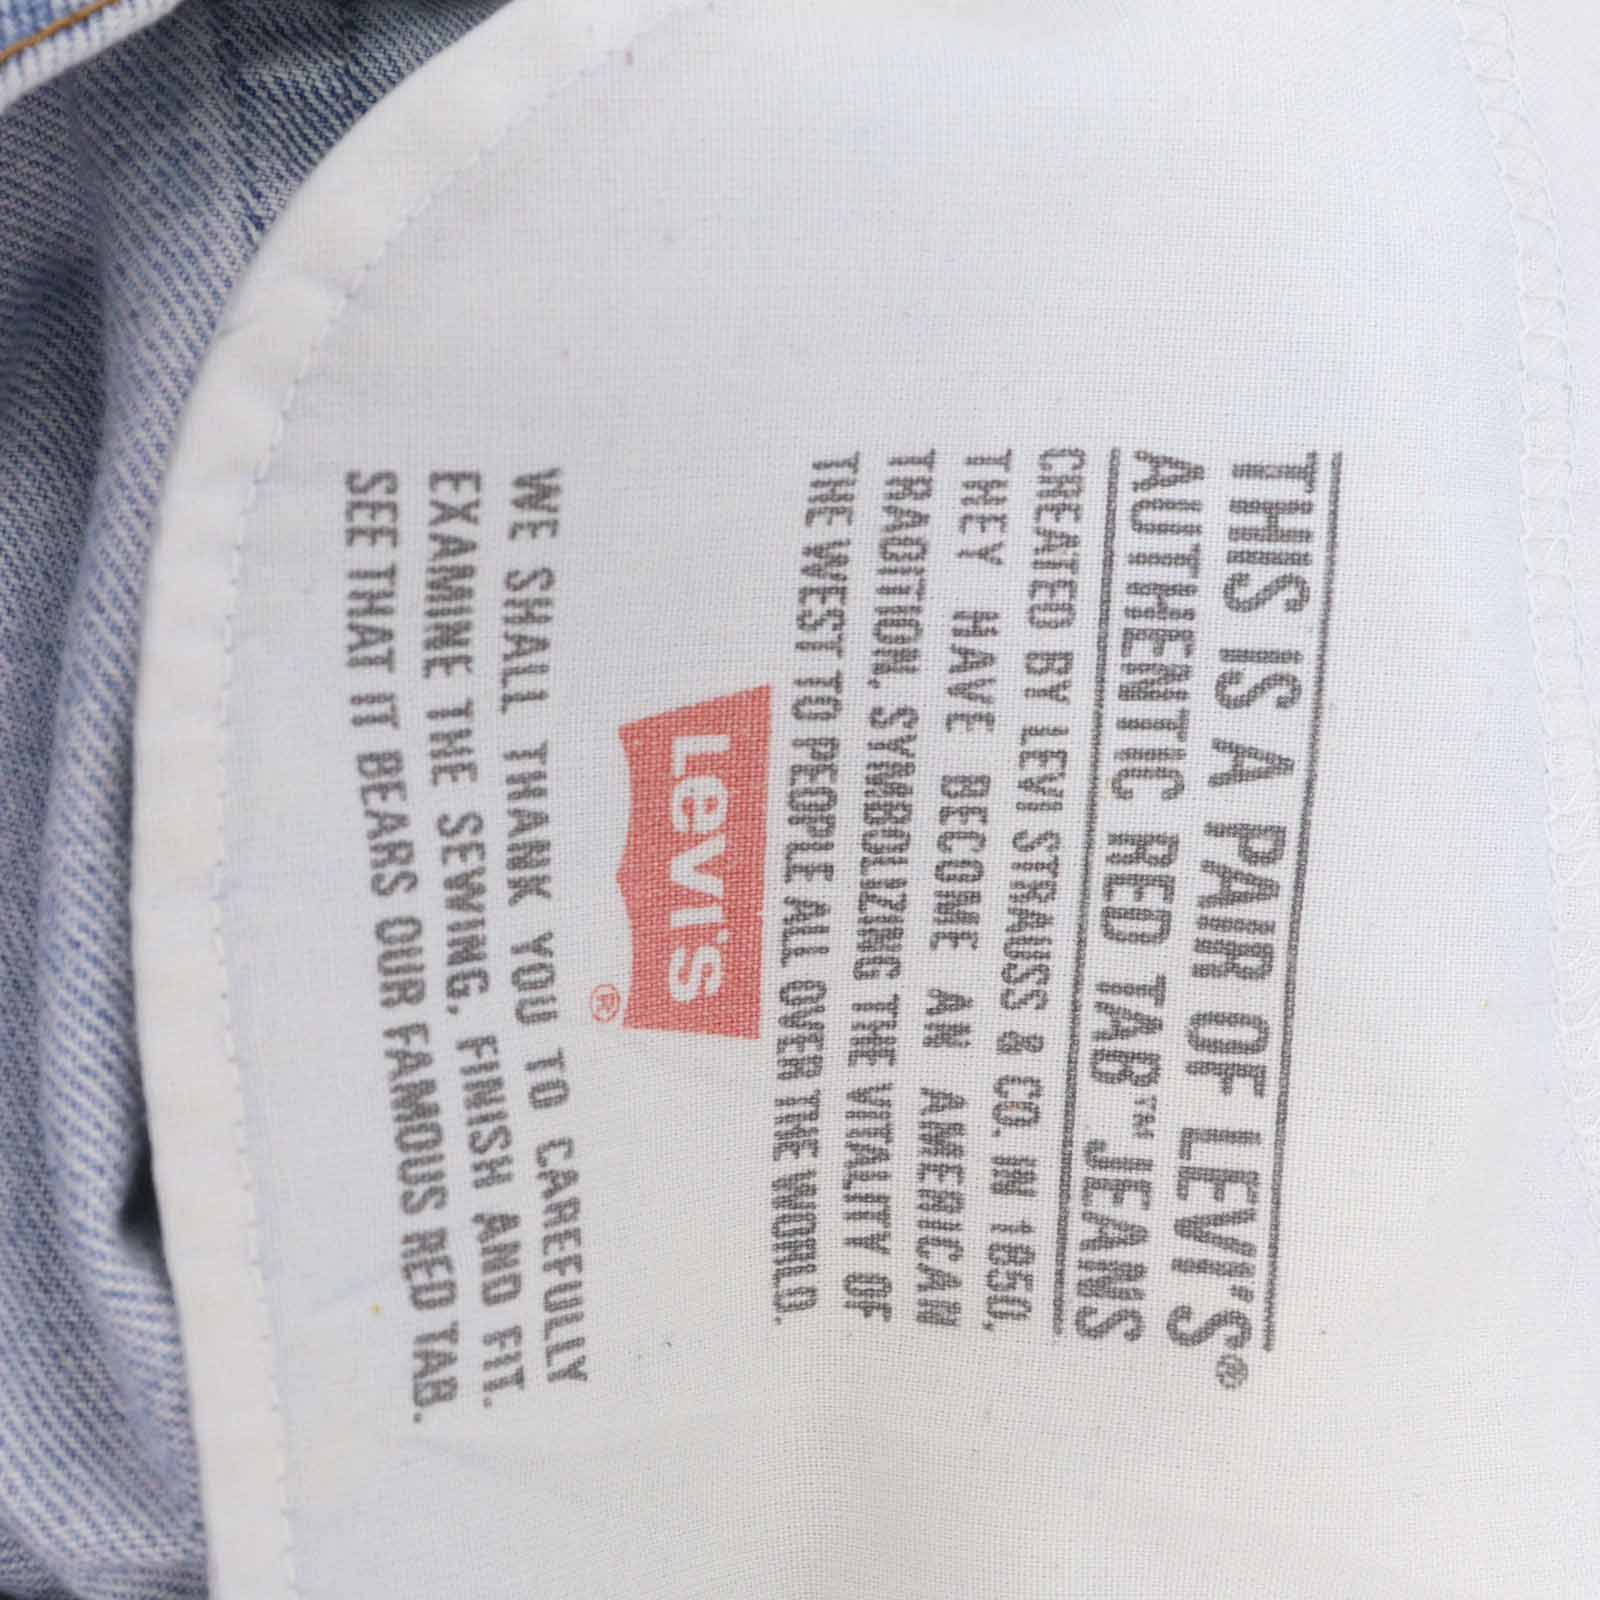 THIS IS A PAIR OF LEVI'S®
AUTHENTIC RED TAB™ JEANS
CREATED BY LEVI STRAUSS & CO. IN 1850,
THEY HAVE BECOME AN AMERICAN
TRADITION, SYMBOLIZING THE VITALITY OF
THE WEST TO PEOPLE ALL OVER THE WORLD.
Levi's
®
WE SHALL THANK YOU TO CAREFULLY
EXAMINE THE SEWING, FINISH AND FIT.
SEE THAT IT BEARS OUR FAMOUS RED TAB.